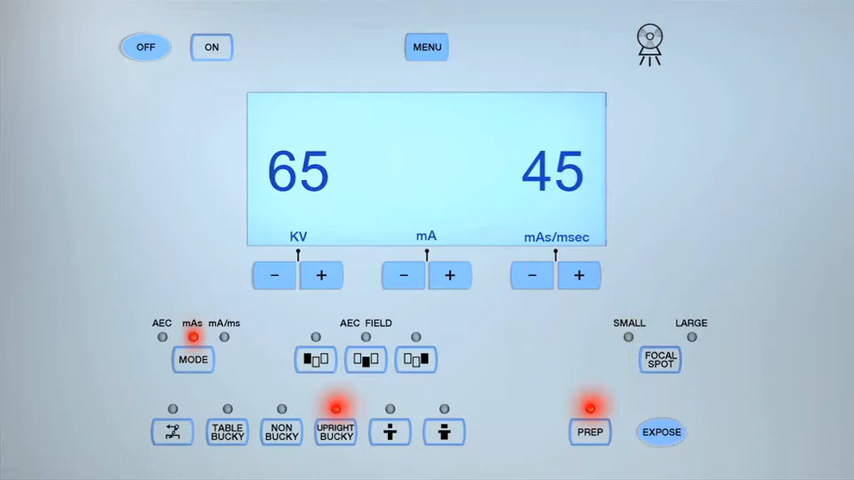 OFF
ON
MENU
65
45
KV
mA
mAs/msec
- +
- +
- +
AEC mAs mA/ms
AEC FIELD
SMALL
LARGE
MODE
FOCAL
SPOT
TABLE
BUCKY
NON
BUCKY
UPRIGHT
BUCKY
PREP
EXPOSE